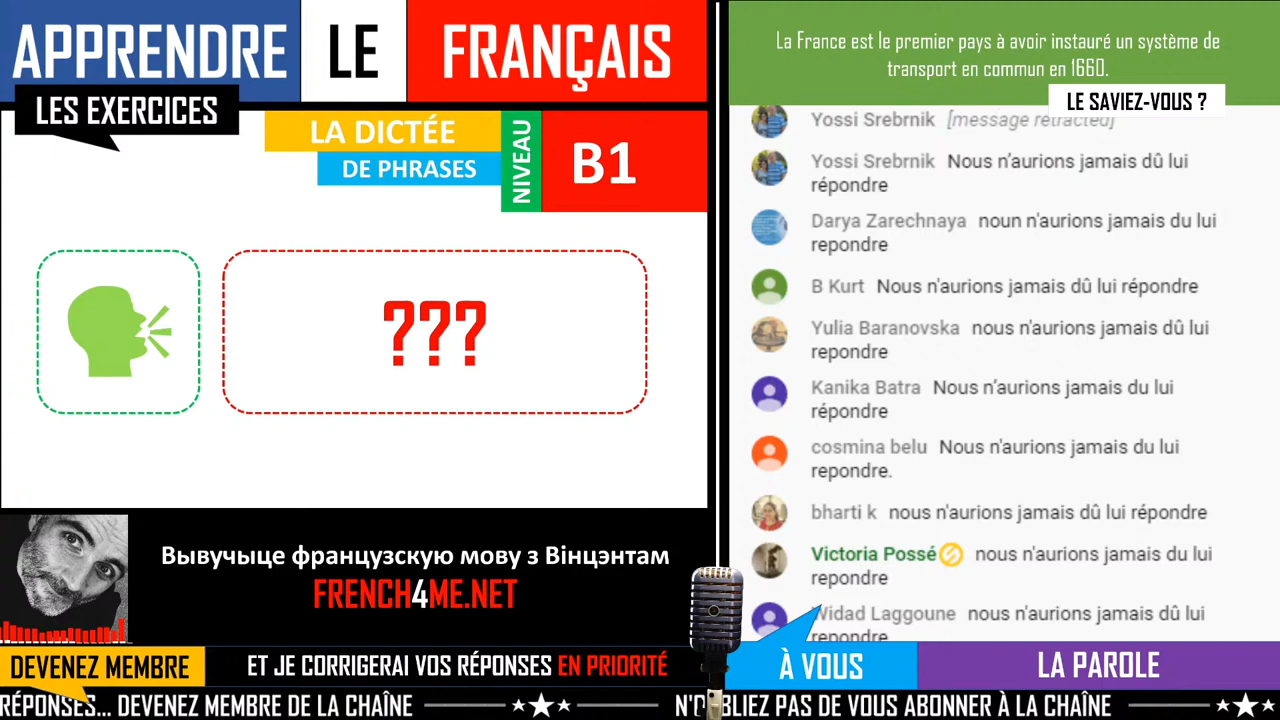 APPRENDRE LE FRANÇAIS
LES EXERCICES
LA DICTÉE
DE PHRASES
NIVEAU
B1
???
Вывучыце французскую мову з Вінцэнтам
FRENCH4ME.NET
DEVENEZ MEMBRE
ET JE CORRIGERAI VOS RÉPONSES EN PRIORITÉ
La France est le premier pays à avoir instauré un système de
transport en commun en 1660.
LE SAVIEZ-VOUS ?
Yossi Srebrnik [message retracted]
Yossi Srebrnik Nous n'aurions jamais dû lui
répondre
Darya Zarechnaya noun n'aurions jamais du lui
repondre
B Kurt Nous n'aurions jamais dû lui répondre
Yulia Baranovska nous n'aurions jamais dû lui
repondre
Kanika Batra Nous n'aurions jamais du lui
répondre
cosmina belu Nous n'aurions jamais du lui
repondre.
bharti k nous n'aurions jamais dû lui répondre
Victoria Possé nous n'aurions jamais du lui
repondre
Widad Laggoune nous n'aurions jamais dû lui
repondre
À VOUS
LA PAROLE
RÉPONSES... DEVENEZ MEMBRE DE LA CHAÎNE
PAS DE VOUS ABONNER À LA CHAÎNE